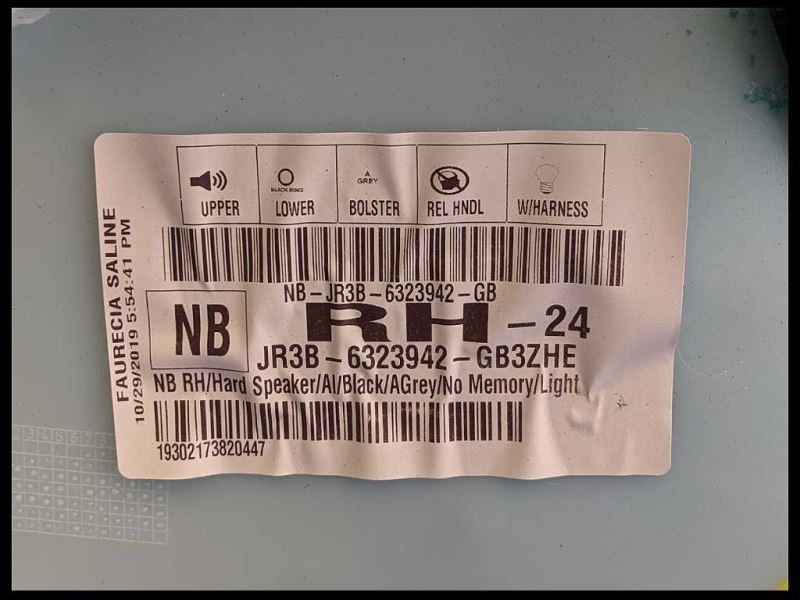 FAURECIA SALINE
10/29/2019 5:54:41 PM
UPPER
BLACK RING
LOWER
A
GREY
BOLSTER
REL HNDL
W/HARNESS
NB-JR3B-6323942-GB
NB
RH-24
JR3B-6323942-GB3ZHE
NB RH/Hard Speaker/Al/Black/AGrey/No Memory/Light
19302173820447